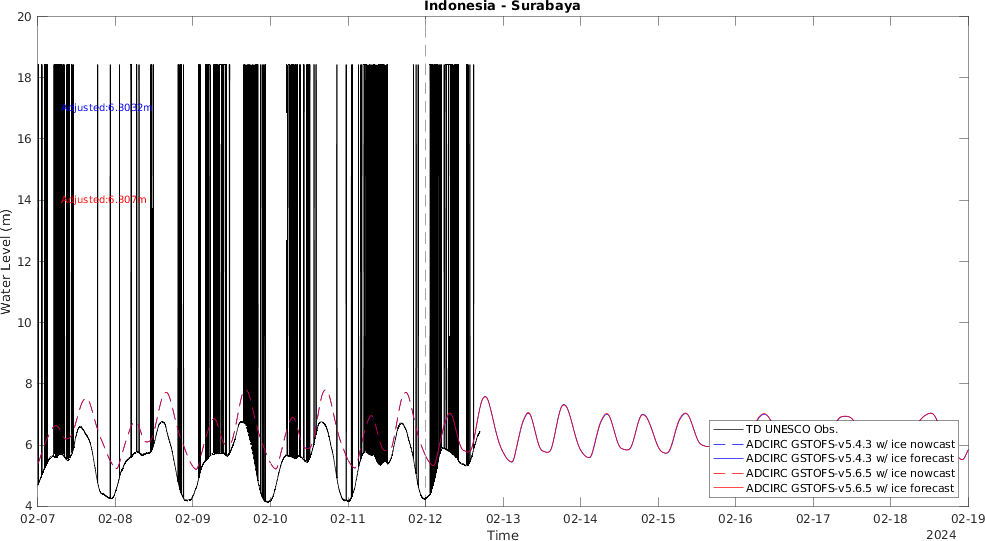 Indonesia - Surabaya
20
18
16
14
12
10
8
6
4
Water Level (m)
Adjusted:6.8032m
Adjusted:6.807m
TD UNESCO Obs.
ADCIRC GSTOFS-v5.4.3 w/ ice nowcast
ADCIRC GSTOFS-v5.4.3 w/ ice forecast
ADCIRC GSTOFS-v5.6.5 w/ ice nowcast
ADCIRC GSTOFS-v5.6.5 w/ ice forecast
02-07 02-08 02-09 02-10 02-11 02-12 02-13 02-14 02-15 02-16 02-17 02-18 02-19
Time
2024